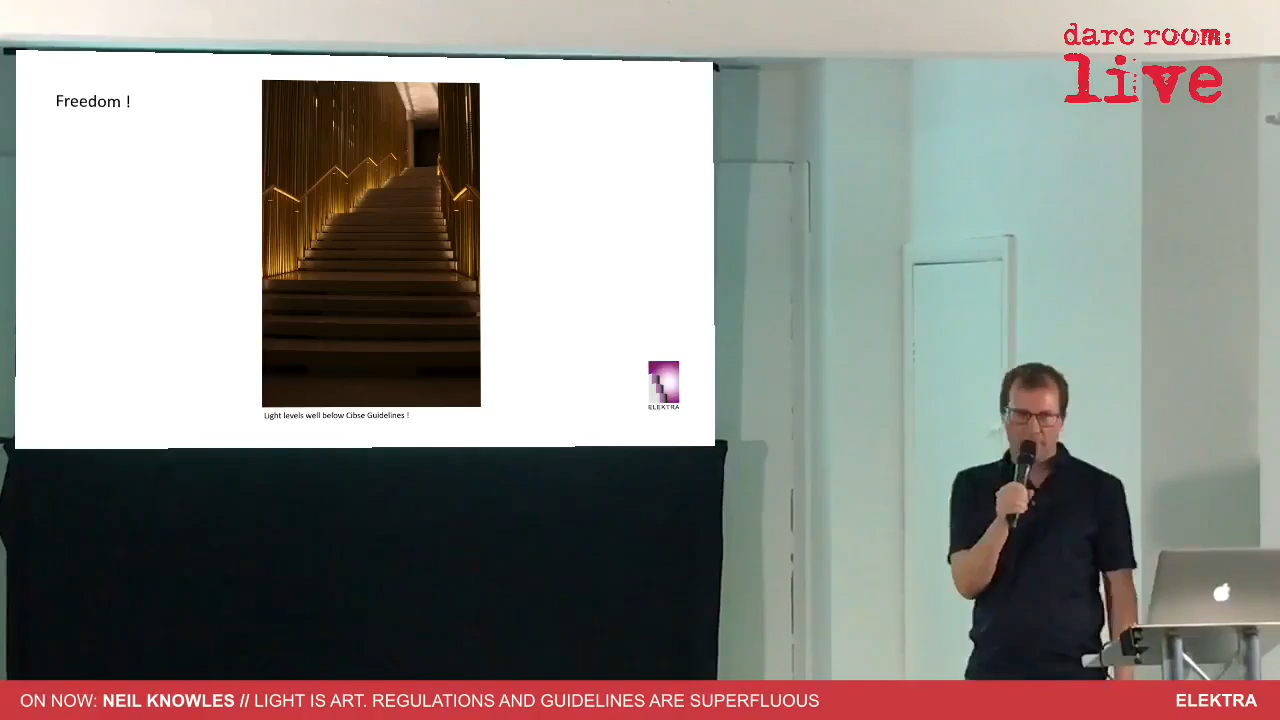 darc room:
live
Freedom !
Light levels well below Cibse Guidelines !
ELEKTRA
ON NOW: NEIL KNOWLES // LIGHT IS ART. REGULATIONS AND GUIDELINES ARE SUPERFLUOUS
ELEKTRA